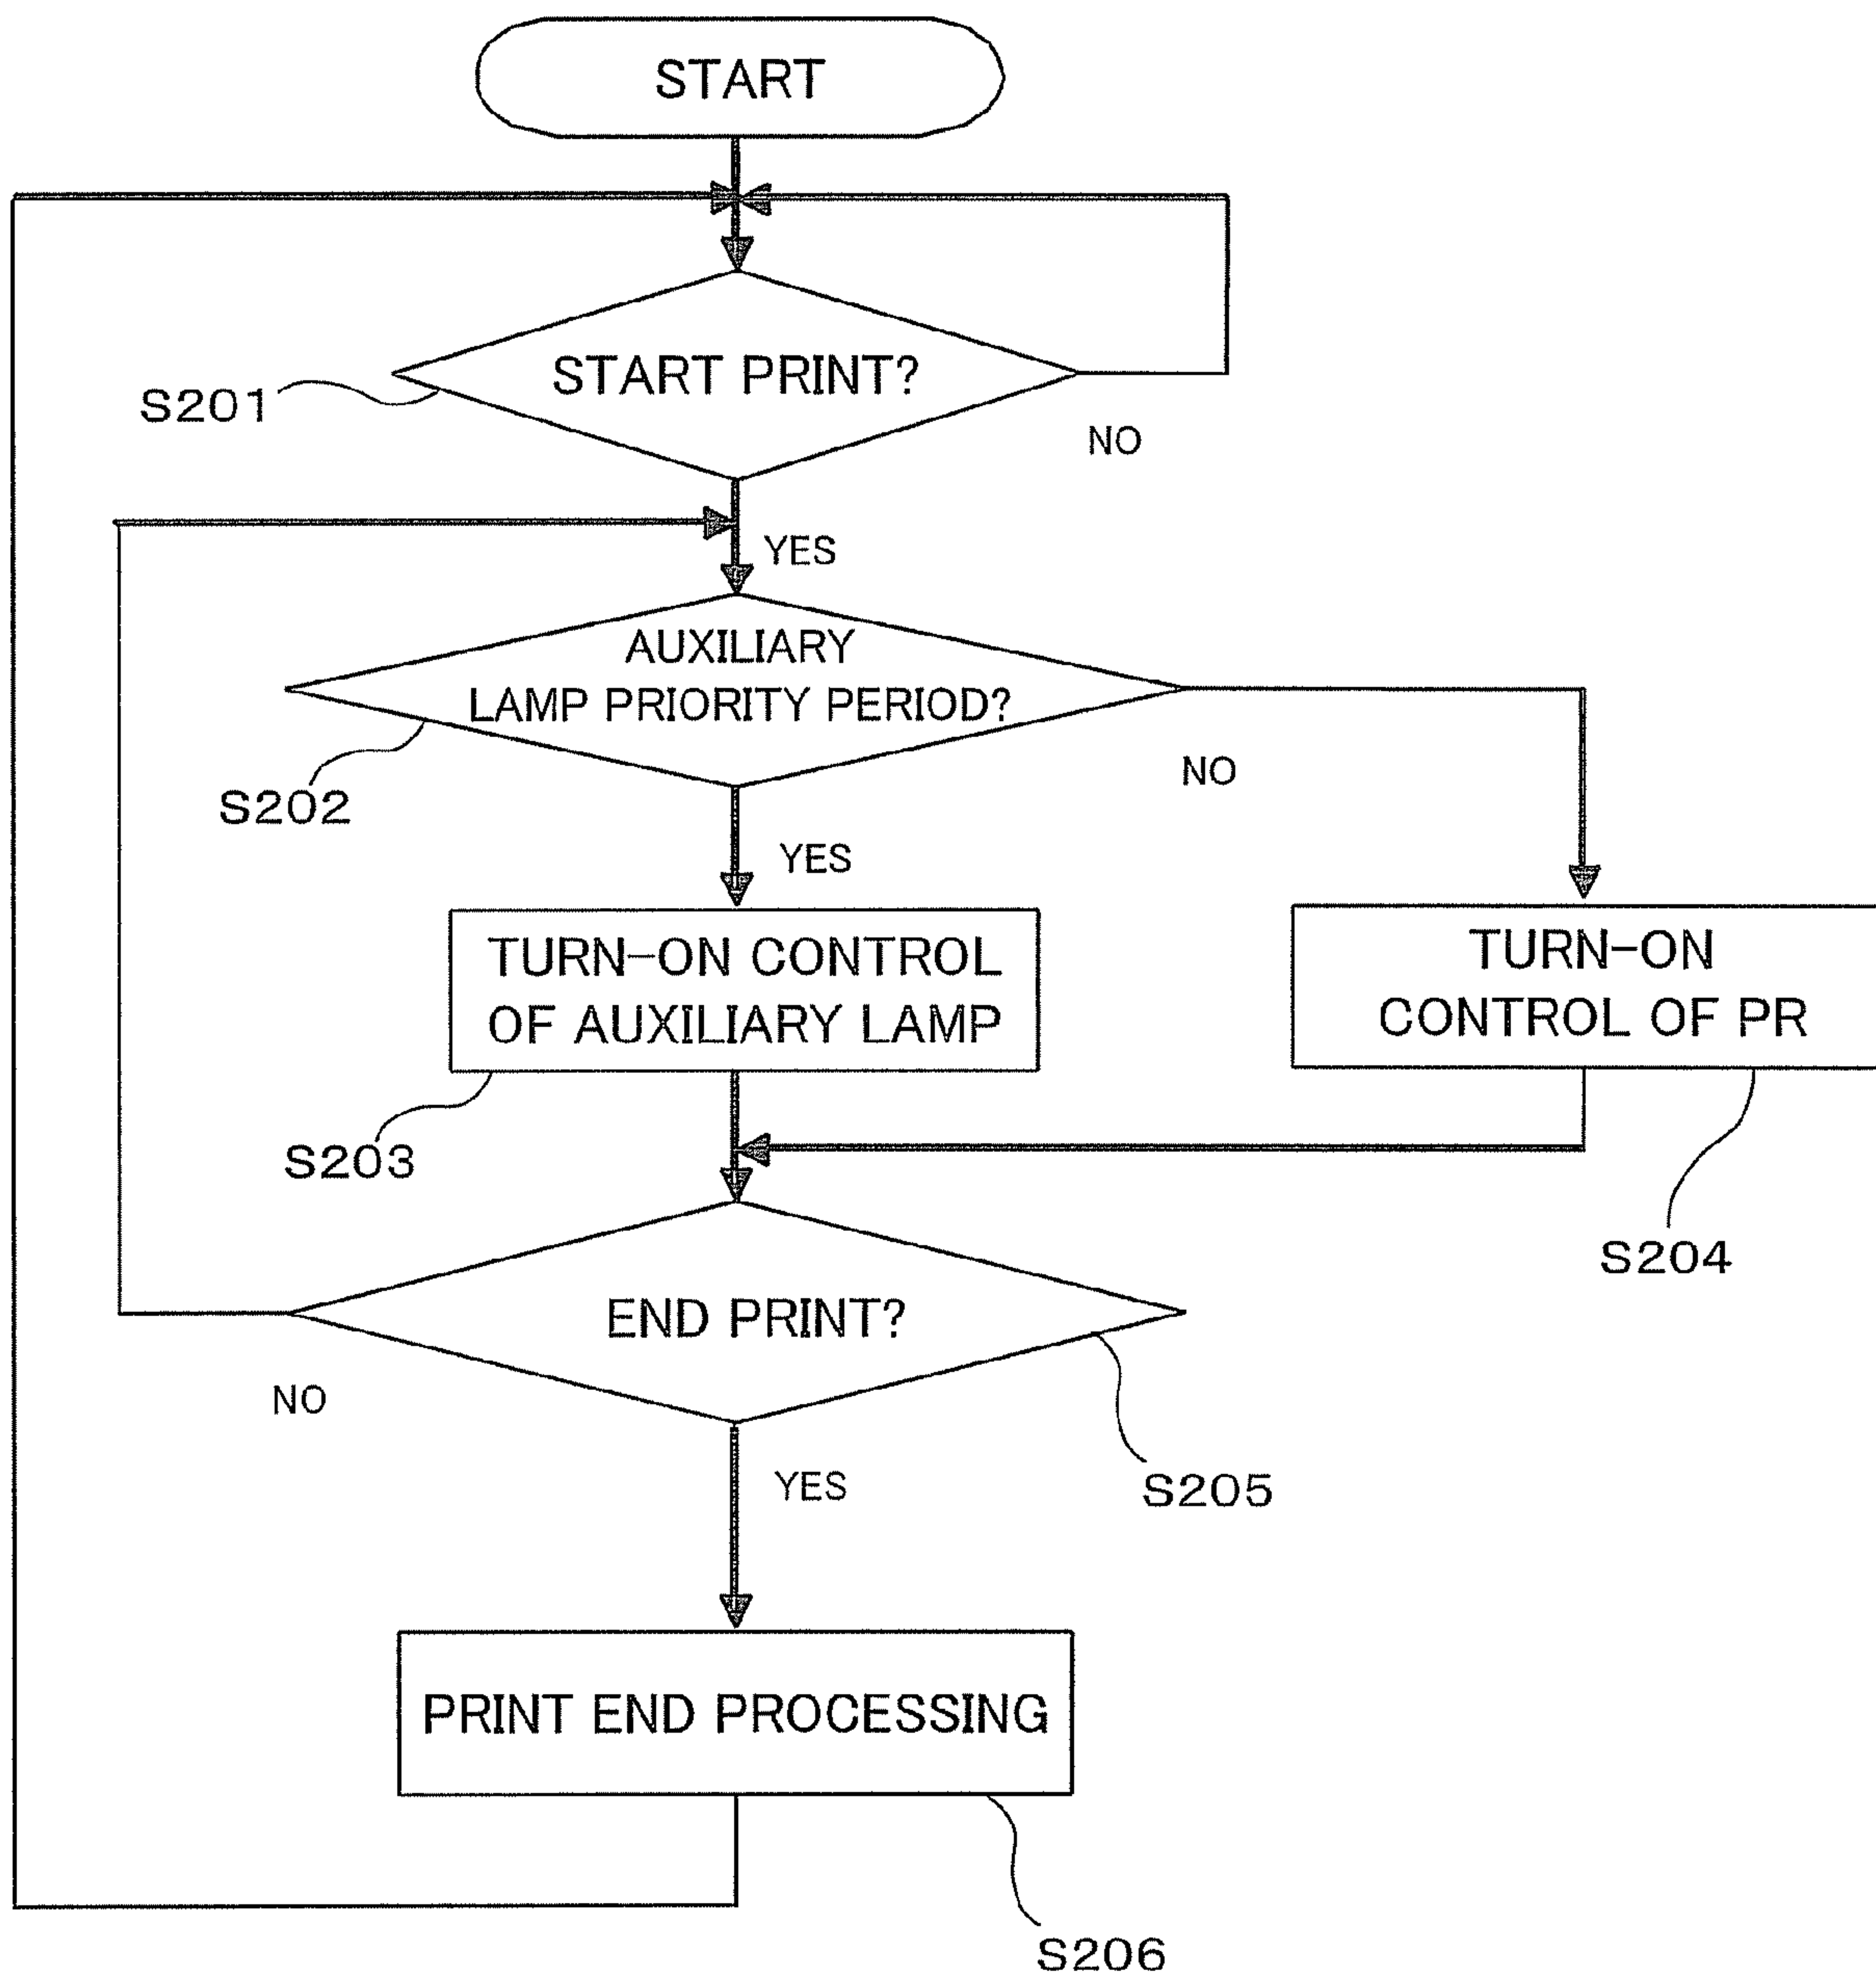 START
START PRINT?
S201
NO
YES
AUXILIARY
LAMP PRIORITY PERIOD?
S202
NO
YES
TURN-ON CONTROL
OF AUXILIARY LAMP
TURN-ON
CONTROL OF PR
S203
S204
END PRINT?
NO
YES
S205
PRINT END PROCESSING
S206